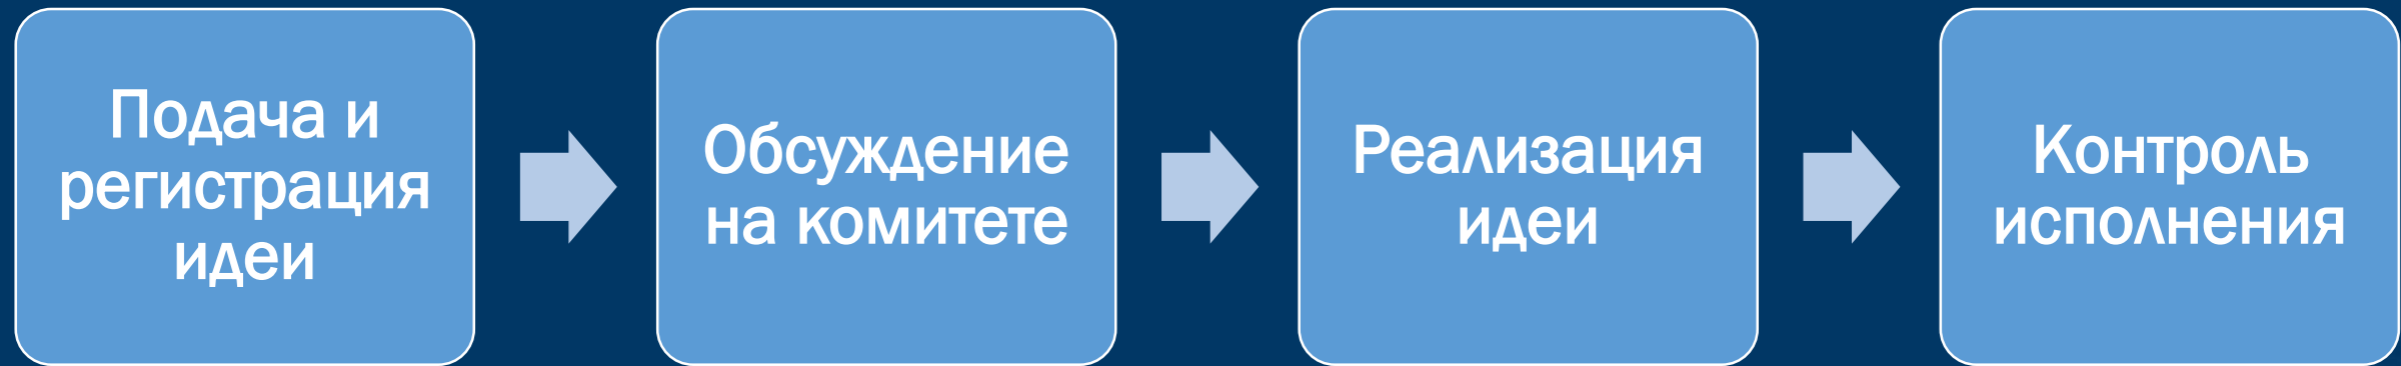 Подача и
регистрация
идеи
Обсуждение
на комитете
Реализация
идеи
Контроль
исполнения